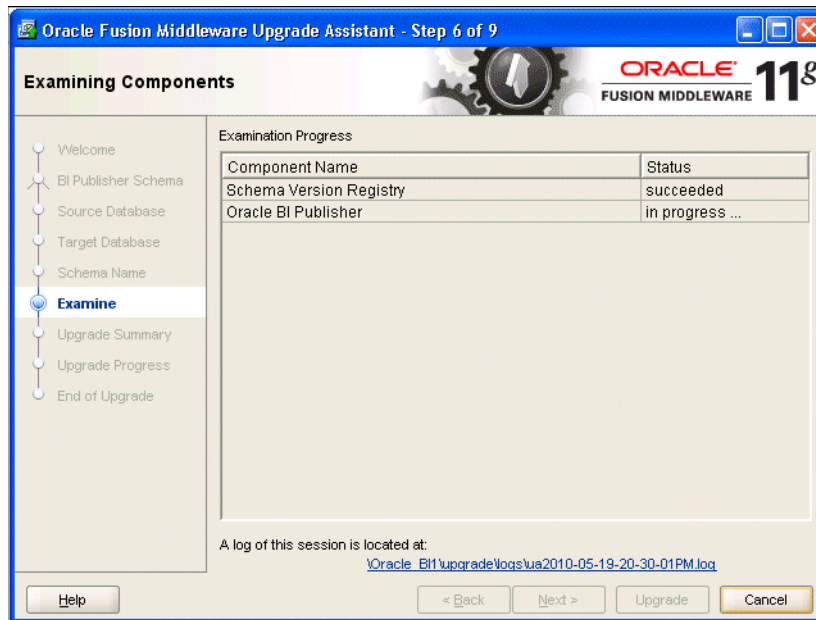 Oracle Fusion Middleware Upgrade Assistant - Step 6 of 9
Examining Components
ORACLE
FUSION MIDDLEWARE 11g
Welcome
BI Publisher Schema
Source Database
Target Database
Schema Name
Examine
Upgrade Summary
Upgrade Progress
End of Upgrade
Examination Progress
Component Name Status
Schema Version Registry succeeded
Oracle BI Publisher in progress ...
A log of this session is located at:
\Oracle_BI1\upgrade\logs\ua2010-05-19-20-30-01PM.log
Help < Back Next > Upgrade Cancel